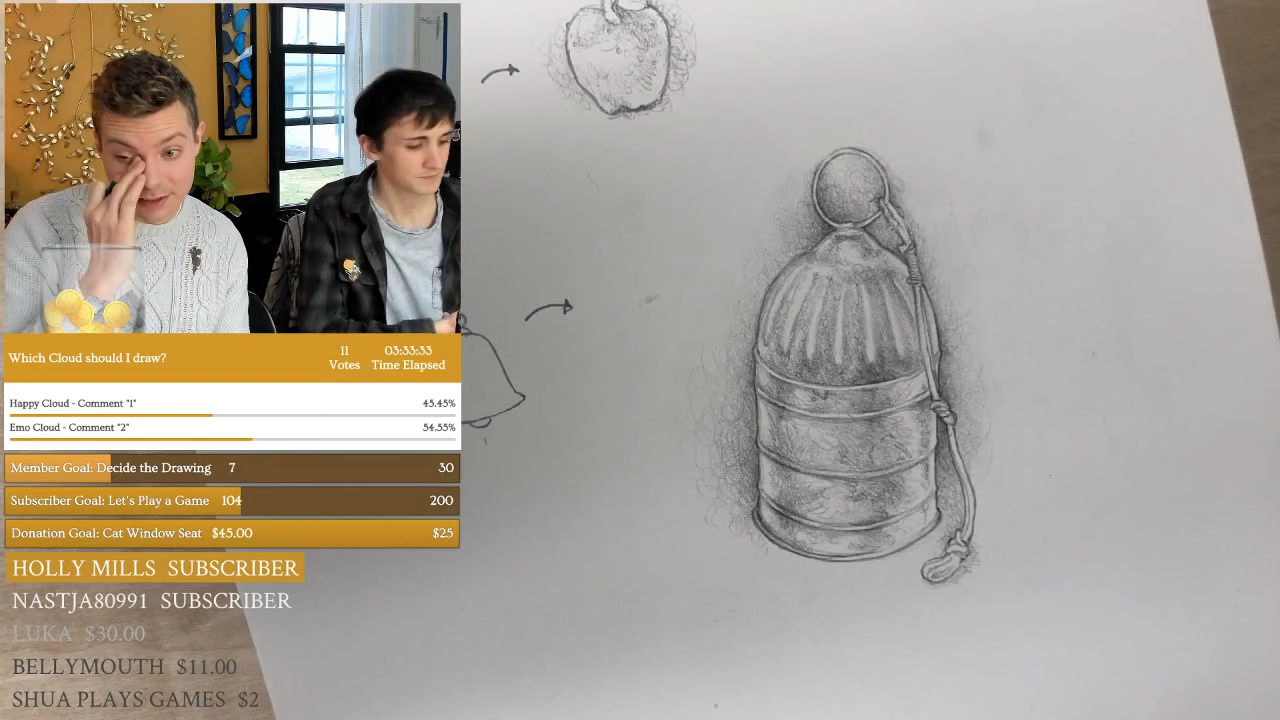 Which Cloud should I draw? 11 Votes 03:33:33 Time Elapsed
Happy Cloud - Comment "1" 45.45%
Emo Cloud - Comment "2" 54.55%
Member Goal: Decide the Drawing 7 30
Subscriber Goal: Let's Play a Game 104 200
Donation Goal: Cat Window Seat $45.00 $25
HOLLY MILLS SUBSCRIBER
NASTJA80991 SUBSCRIBER
LUKA $30.00
BELLYMOUTH $11.00
SHUA PLAYS GAMES $2